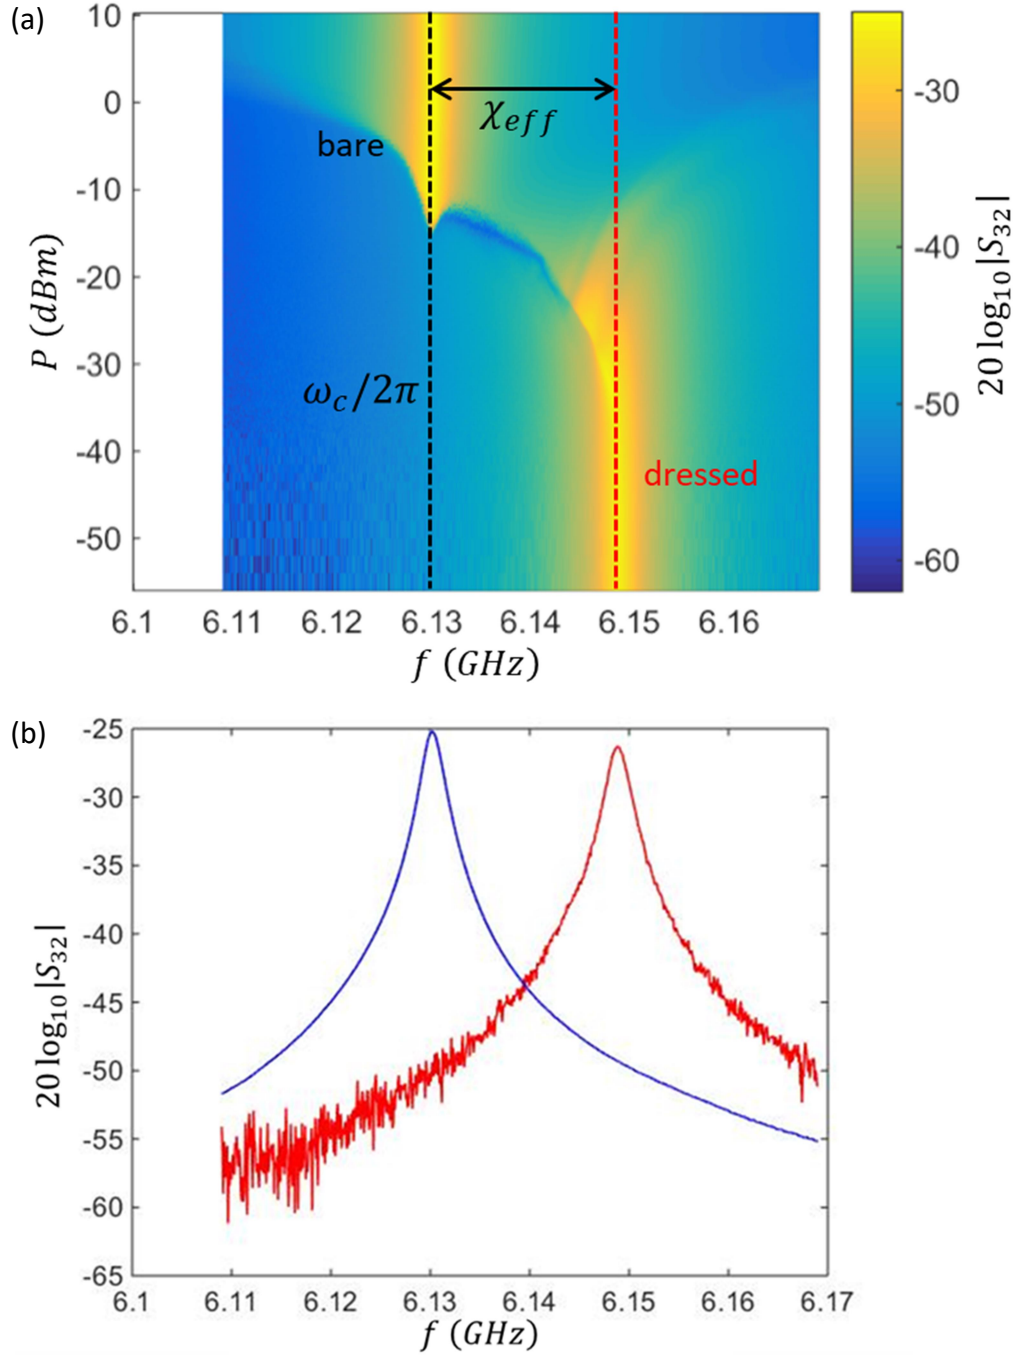 (a)
10
0
-10
-20
-30
-40
-50
P (dBm)
bare
χeff
ωc/2π
dressed
6.1 6.11 6.12 6.13 6.14 6.15 6.16
f (GHz)
-30
-40
-50
-60
20 log10|S32|
(b)
-25
-30
-35
-40
-45
-50
-55
-60
-65
20 log10|S32|
6.1 6.11 6.12 6.13 6.14 6.15 6.16 6.17
f (GHz)